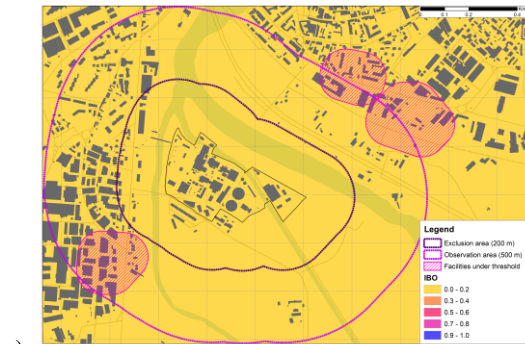 Legend
Exclusion area (200 m)
Observation area (500 m)
Facilities under threshold
IBO
0.0 - 0.2
0.3 - 0.4
0.5 - 0.6
0.7 - 0.8
0.9 - 1.0
)